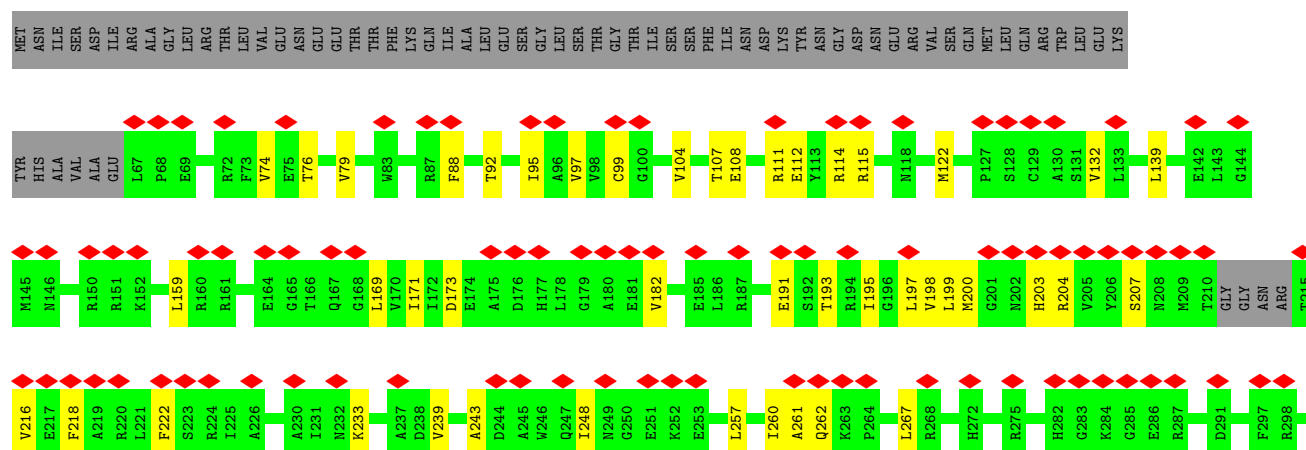 MET ASN ILE SER ASP ILE ARG ALA GLY LEU ARG THR LEU VAL GLU ASN GLU GLU THR THR PHE LYS GLN ILE ALA LEU GLU SER GLY LEU SER THR GLY THR ILE SER SER PHE ILE ASN ASP LYS TYR ASN GLY ASP ASN GLU ARG VAL SER GLN MET LEU GLN ARG TRP LEU GLU LYS
TYR HIS ALA VAL ALA GLU L67 P68 E69 R72 F73 V74 E75 T76 V79 W83 R87 F88 T92 I95 A96 V97 V98 C99 G100 V104 T107 E108 R111 E112 Y113 R114 R115 N118 M122 P127 S128 C129 A130 S131 V132 L133 L139 E142 L143 G144
M145 N146 R150 R151 K152 L159 R160 R161 E164 G165 T166 Q167 G168 L169 V170 I171 I172 D173 E174 A175 D176 H177 L178 G179 A180 E181 V182 E185 L186 R187 E191 S192 T193 R194 I195 G196 L197 V198 L199 M200 G201 N202 H203 R204 V205 Y206 S207 N208 M209 T210 GLY GLY ASN ARG T215
V216 E217 F218 A219 R220 L221 F222 S223 R224 I225 A226 A230 I231 N232 K233 A237 D238 V239 A243 D244 A245 W246 Q247 I248 N249 G250 E251 K252 E253 L257 I260 A261 Q262 K263 P264 L267 R268 H272 R275 H282 G283 K284 G285 E286 R287 D291 F297 R298